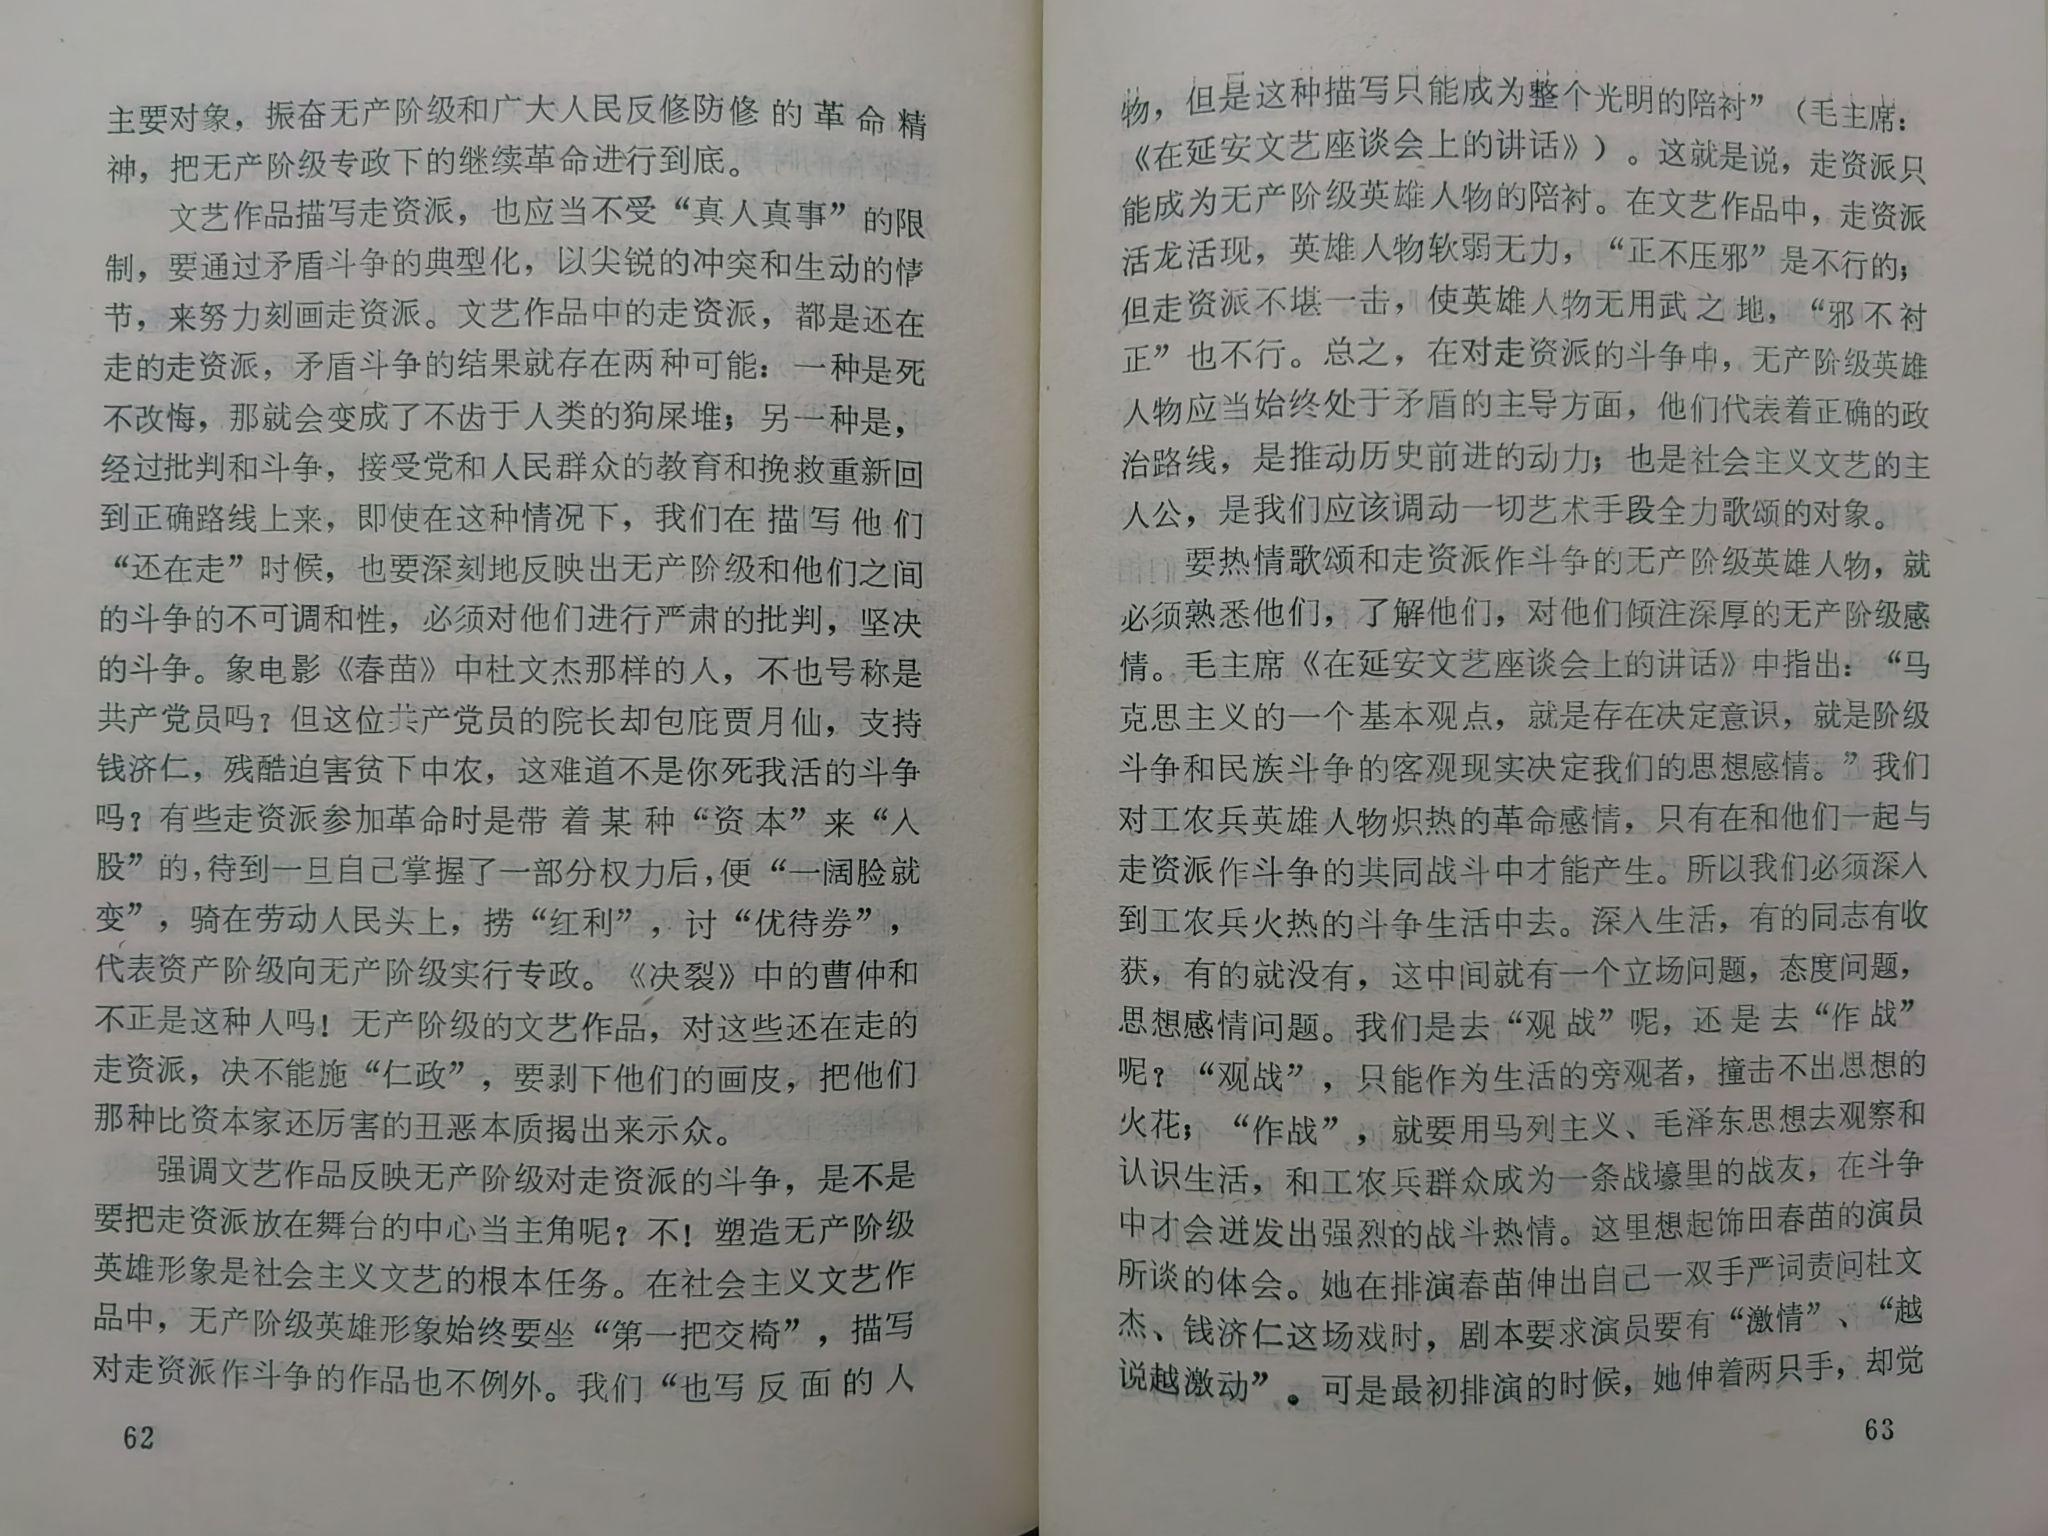 主要对象，振奋无产阶级和广大人民反修防修的革命精
神，把无产阶级专政下的继续革命进行到底。
文艺作品描写走资派，也应当不受“真人真事”的限
制，要通过矛盾斗争的典型化，以尖锐的冲突和生动的情
节，来努力刻画走资派。文艺作品中的走资派，都是还在
走的走资派，矛盾斗争的结果就存在两种可能：一种是死
不改悔，那就会变成了不齿于人类的狗屎堆；另一种是，
经过批判和斗争，接受党和人民群众的教育和挽救重新回
到正确路线上来，即使在这种情况下，我们在描写他们
“还在走”时候，也要深刻地反映出无产阶级和他们之间
的斗争的不可调和性，必须对他们进行严肃的批判，坚决
的斗争。象电影《春苗》中杜文杰那样的人，不也号称是
共产党员吗？但这位共产党员的院长却包庇贾月仙，支持
钱济仁，残酷迫害贫下中农，这难道不是你死我活的斗争
吗？有些走资派参加革命时是带着某种“资本”来“入
股”的，待到一旦自己掌握了一部分权力后，便“一阔脸就
变”，骑在劳动人民头上，捞“红利”，讨“优待券”，
代表资产阶级向无产阶级实行专政。《决裂》中的曹仲和
不正是这种人吗！无产阶级的文艺作品，对这些还在走的
走资派，决不能施“仁政”，要剥下他们的画皮，把他们
那种比资本家还厉害的丑恶本质揭出来示众。
强调文艺作品反映无产阶级对走资派的斗争，是不是
要把走资派放在舞台的中心当主角呢？不！塑造无产阶级
英雄形象是社会主义文艺的根本任务。在社会主义文艺作
品中，无产阶级英雄形象始终要坐“第一把交椅”，描写
对走资派作斗争的作品也不例外。我们“也写反面的人
62
物，但是这种描写只能成为整个光明的陪衬”（毛主席：
《在延安文艺座谈会上的讲话》）。这就是说，走资派只
能成为无产阶级英雄人物的陪衬。在文艺作品中，走资派
活龙活现，英雄人物软弱无力，“正不压邪”是不行的；
但走资派不堪一击，使英雄人物无用武之地，“邪不衬
正”也不行。总之，在对走资派的斗争中，无产阶级英雄
人物应当始终处于矛盾的主导方面，他们代表着正确的政
治路线，是推动历史前进的动力；也是社会主义文艺的主
人公，是我们应该调动一切艺术手段全力歌颂的对象。
要热情歌颂和走资派作斗争的无产阶级英雄人物，就
必须熟悉他们，了解他们，对他们倾注深厚的无产阶级感
情。毛主席《在延安文艺座谈会上的讲话》中指出：“马
克思主义的一个基本观点，就是存在决定意识，就是阶级
斗争和民族斗争的客观现实决定我们的思想感情。”我们
对工农兵英雄人物炽热的革命感情，只有在和他们一起与
走资派作斗争的共同战斗中才能产生。所以我们必须深入
到工农兵火热的斗争生活中去。深入生活，有的同志有收
获，有的就没有，这中间就有一个立场问题，态度问题，
思想感情问题。我们是去“观战”呢，还是去“作战”
呢？“观战”，只能作为生活的旁观者，撞击不出思想的
火花；“作战”，就要用马列主义、毛泽东思想去观察和
认识生活，和工农兵群众成为一条战壕里的战友，在斗争
中才会迸发出强烈的战斗热情。这里想起饰田春苗的演员
所谈的体会。她在排演春苗伸出自己一双手严词责问杜文
杰、钱济仁这场戏时，剧本要求演员要有“激情”、“越
说越激动”。可是最初排演的时候，她伸着两只手，却觉
63